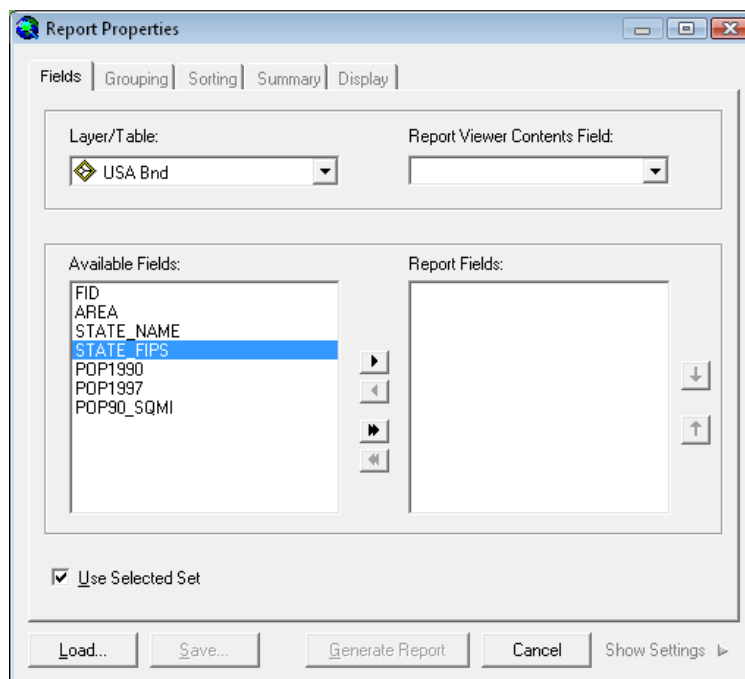 Report Properties
Fields Grouping Sorting Summary Display
Layer/Table: Report Viewer Contents Field:
USA Bnd
Available Fields: Report Fields:
FID
AREA
STATE_NAME
STATE_FIPS
POP1990
POP1997
POP90_SQMI
Use Selected Set
Load... Save... Generate Report Cancel Show Settings